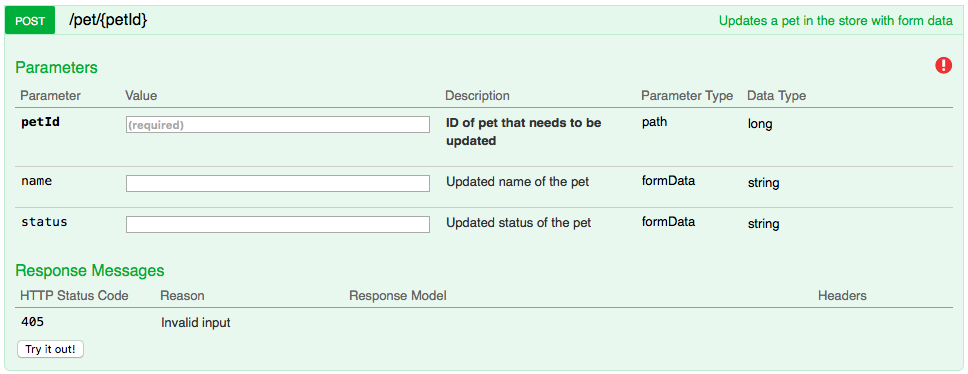 POST /pet/{petId} Updates a pet in the store with form data
Parameters
Parameter Value Description Parameter Type Data Type
petId (required) ID of pet that needs to be path long
updated
name Updated name of the pet formData string
status Updated status of the pet formData string
Response Messages
HTTP Status Code Reason Response Model Headers
405 Invalid input
Try it out!